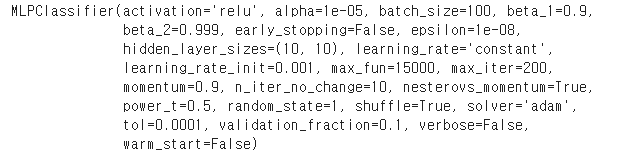 MLPClassifier(activation='relu', alpha=1e-05, batch_size=100, beta_1=0.9,
beta_2=0.999, early_stopping=False, epsilon=1e-08,
hidden_layer_sizes=(10, 10), learning_rate='constant',
learning_rate_init=0.001, max_fun=15000, max_iter=200,
momentum=0.9, n_iter_no_change=10, nesterovs_momentum=True,
power_t=0.5, random_state=1, shuffle=True, solver='adam',
tol=0.0001, validation_fraction=0.1, verbose=False,
warm_start=False)